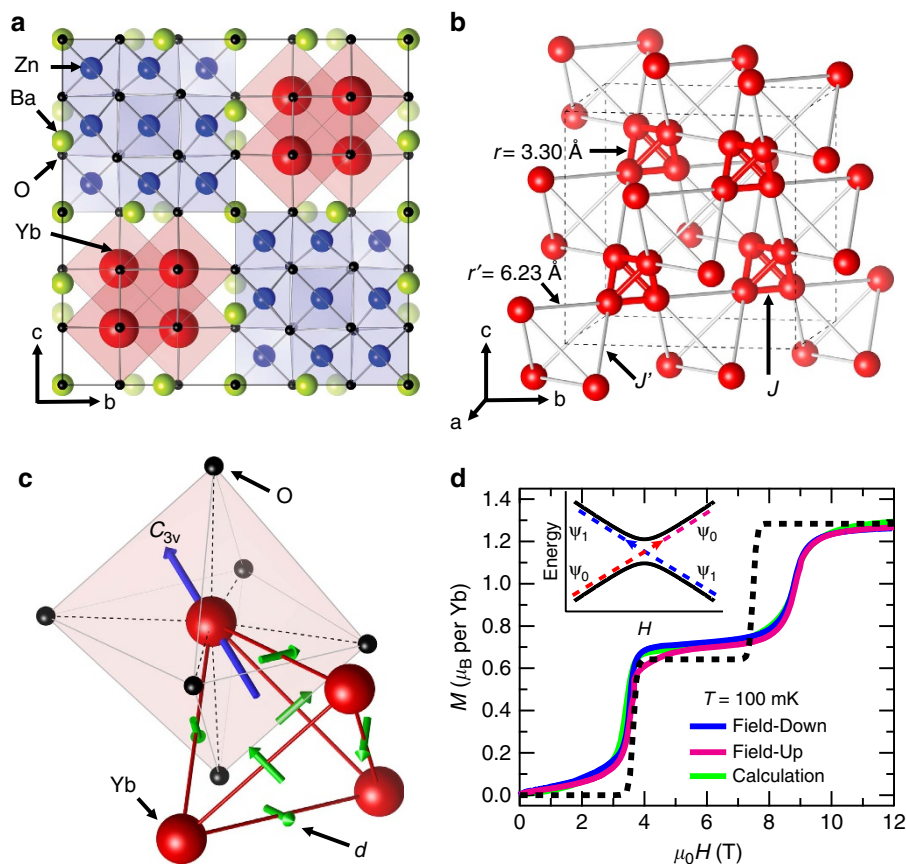 a
Zn
Ba
O
Yb
c
b
b
r = 3.30 Å
r' = 6.23 Å
c
b
a
J'
J
c
O
C3v
Yb
d
d
1.4
1.2
1.0
0.8
0.6
0.4
0.2
0.0
M (μB per Yb)
Energy
ψ1
ψ0
ψ0
ψ1
H
T = 100 mK
Field-Down
Field-Up
Calculation
0 2 4 6 8 10 12
μ0H (T)